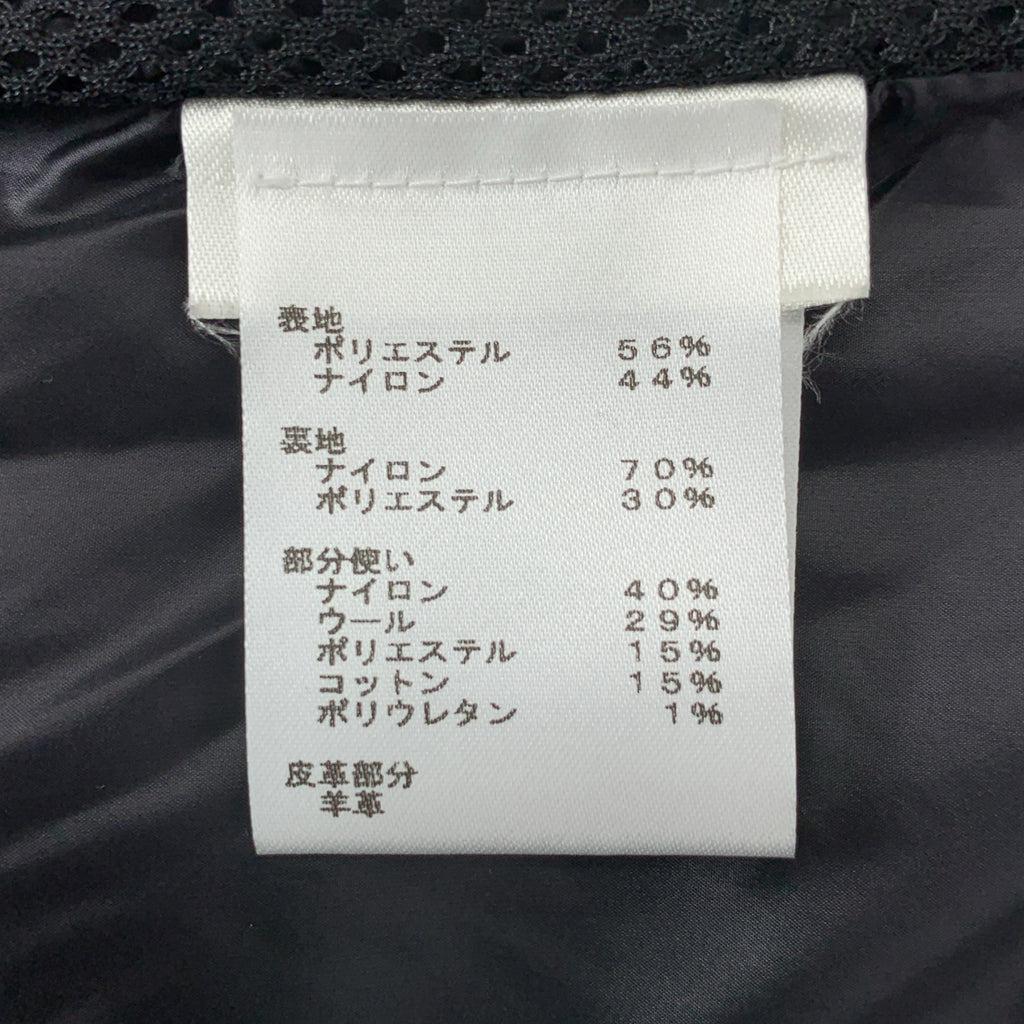 表地
ポリエステル 56%
ナイロン 44%
裏地
ナイロン 70%
ポリエステル 30%
部分使い
ナイロン 40%
ウール 29%
ポリエステル 15%
コットン 15%
ポリウレタン 1%
皮革部分
羊革